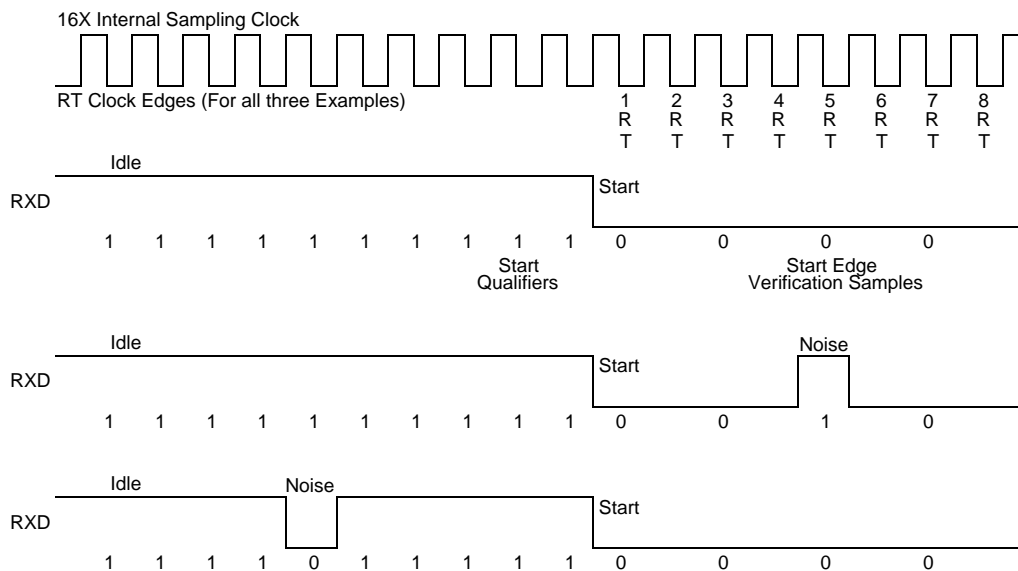 16X Internal Sampling Clock
RT Clock Edges (For all three Examples)
1 2 3 4 5 6 7 8
R R R R R R R R
T T T T T T T T
Idle
RXD
Start
1 1 1 1 1 1 1 1 1 1 0 0 0 0
Start
Qualifiers
Start Edge
Verification Samples
Idle
Noise
RXD
Start
1 1 1 1 1 1 1 1 1 1 0 0 1 0
Idle
Noise
RXD
Start
1 1 1 1 0 1 1 1 1 1 0 0 0 0